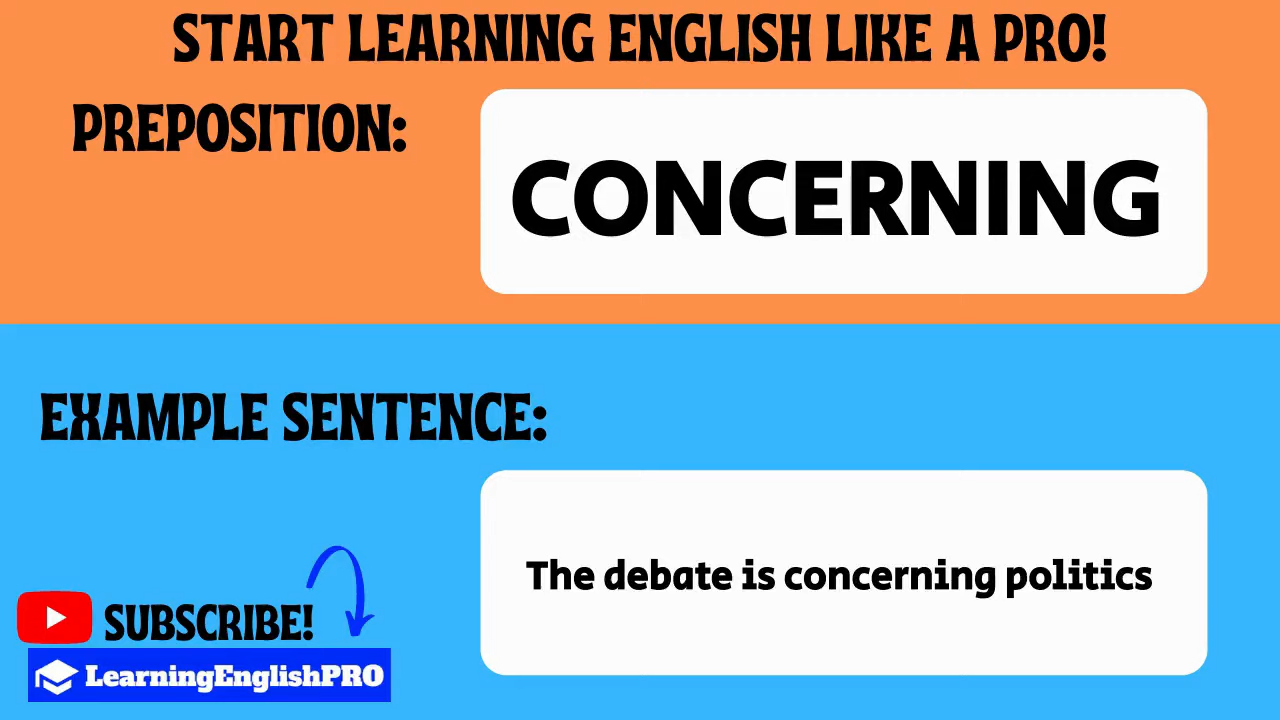 START LEARNING ENGLISH LIKE A PRO!
PREPOSITION:
CONCERNING
EXAMPLE SENTENCE:
The debate is concerning politics
SUBSCRIBE!
LearningEnglishPRO